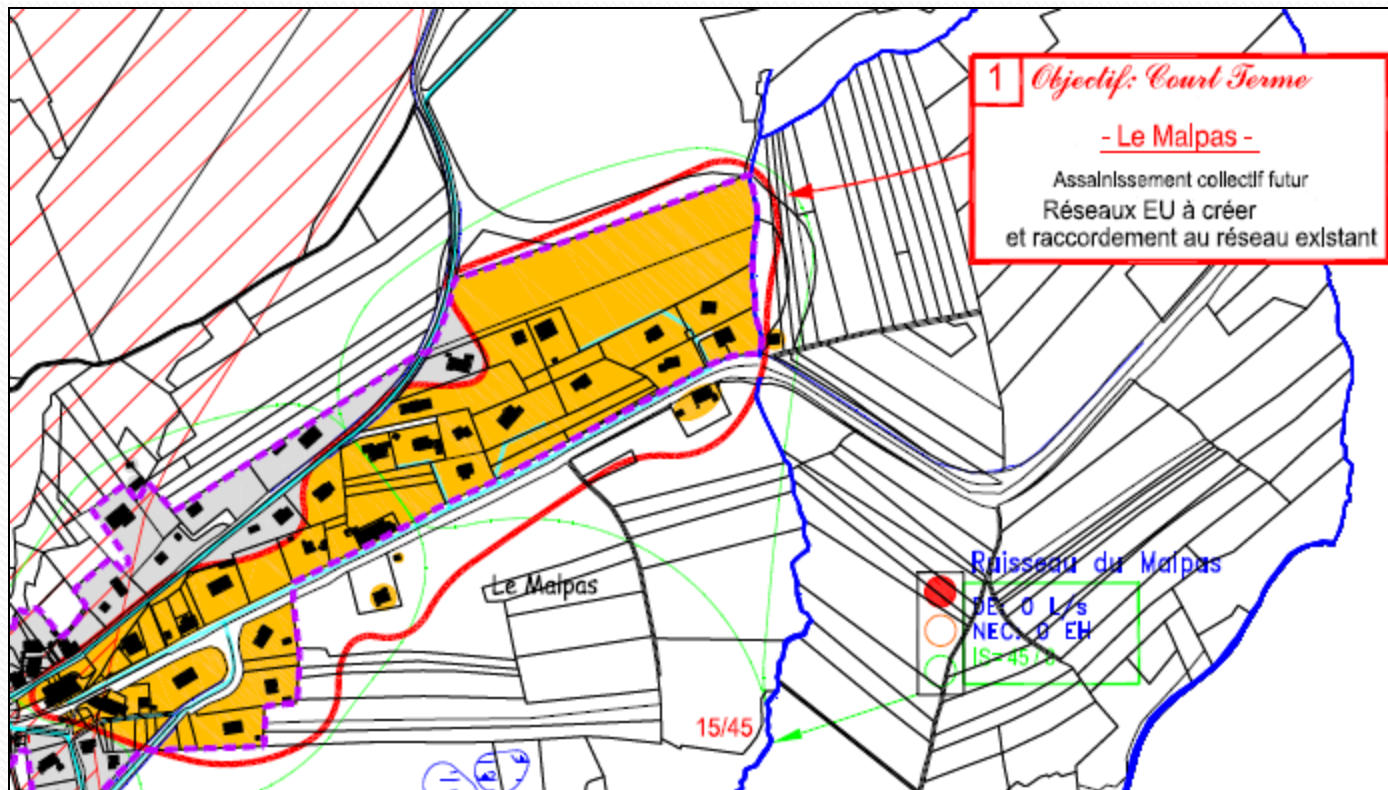 1 Objectif: Court Terme
- Le Malpas -
Assainissement collectif futur
Réseaux EU à créer
et raccordement au réseau existant
Ruisseau du Malpas
Le Malpas
0 L/s
NEC: 0 EH
15/45